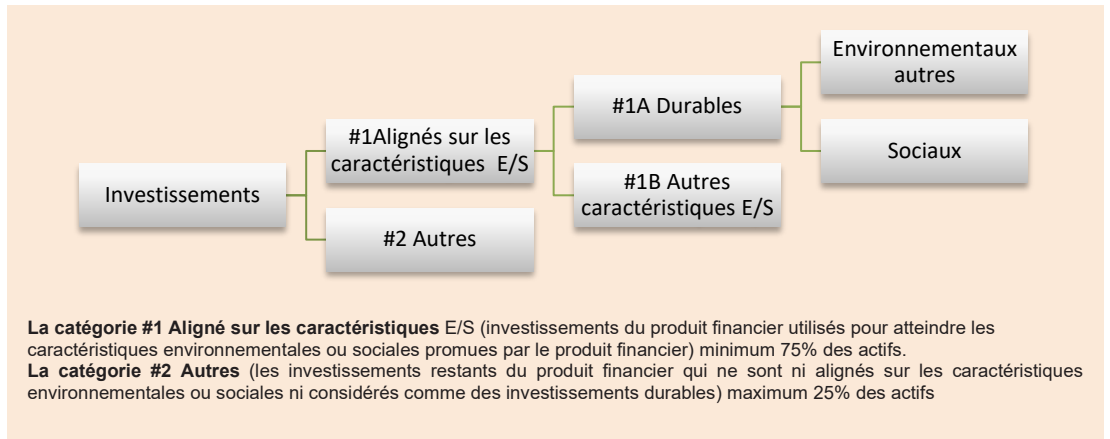 Environnementaux
autres
#1A Durables
#1Alignés sur les
caractéristiques E/S
Sociaux
Investissements
#1B Autres
caractéristiques E/S
#2 Autres
La catégorie #1 Aligné sur les caractéristiques E/S (investissements du produit financier utilisés pour atteindre les
caractéristiques environnementales ou sociales promues par le produit financier) minimum 75% des actifs.
La catégorie #2 Autres (les investissements restants du produit financier qui ne sont ni alignés sur les caractéristiques
environnementales ou sociales ni considérés comme des investissements durables) maximum 25% des actifs